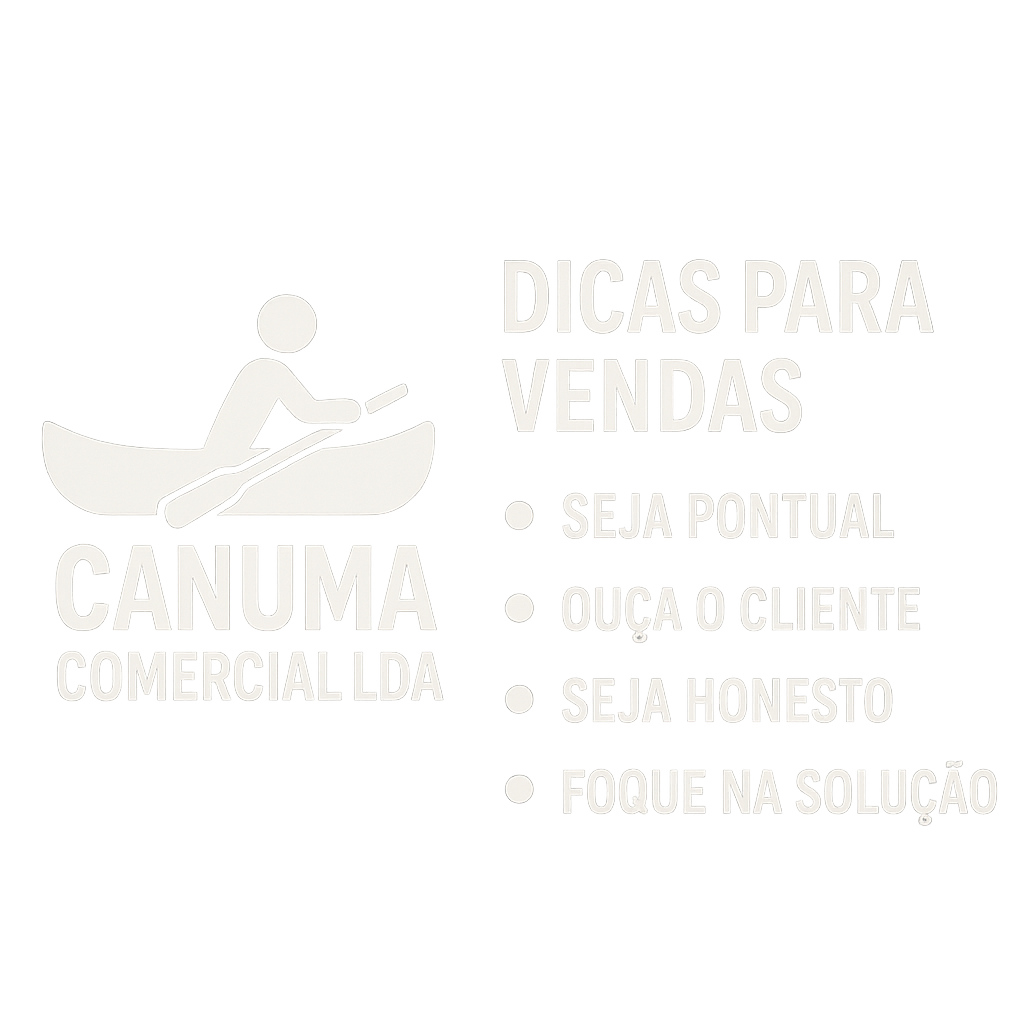 CANUMA
COMERCIAL LDA
DICAS PARA
VENDAS
• SEJA PONTUAL
• OUÇA O CLIENTE
• SEJA HONESTO
• FOQUE NA SOLUÇÃO